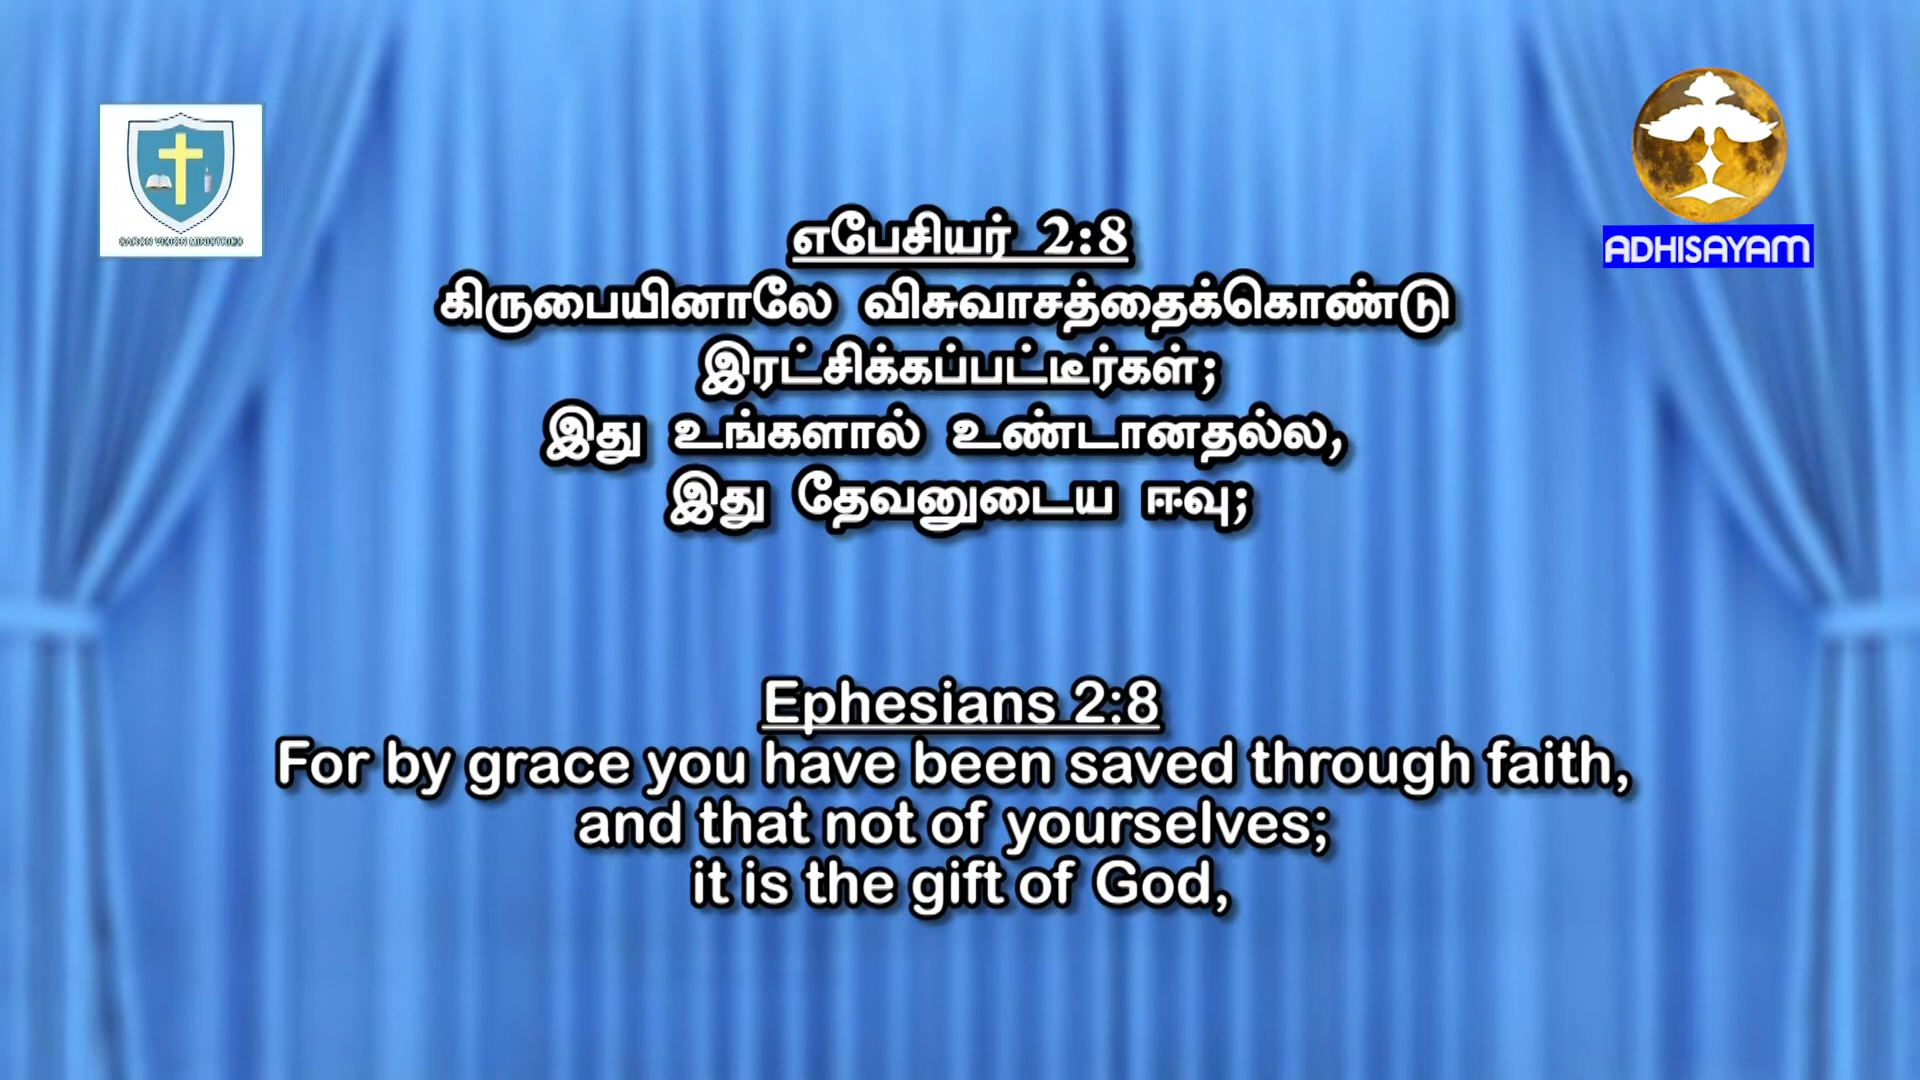 ADHISAYAM
எபேசியர் 2:8
கிருபையினாலே விசுவாசத்தைக்கொண்டு
இரட்சிக்கப்பட்டீர்கள்;
இது உங்களால் உண்டானதல்ல,
இது தேவனுடைய ஈவு;
Ephesians 2:8
For by grace you have been saved through faith,
and that not of yourselves;
it is the gift of God,